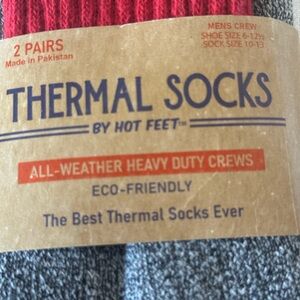 2 PAIRS
Made in Pakistan
MENS CREW
SHOE SIZE 6-12½
SOCK SIZE 10-13
THERMAL SOCKS
BY HOT FEET™
ALL-WEATHER HEAVY DUTY CREWS
ECO-FRIENDLY
The Best Thermal Socks Ever